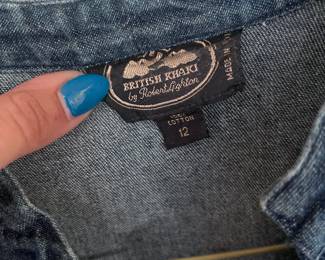 BRITISH KHAKI
by Robert Lighton
MADE IN
100%
COTTON
12